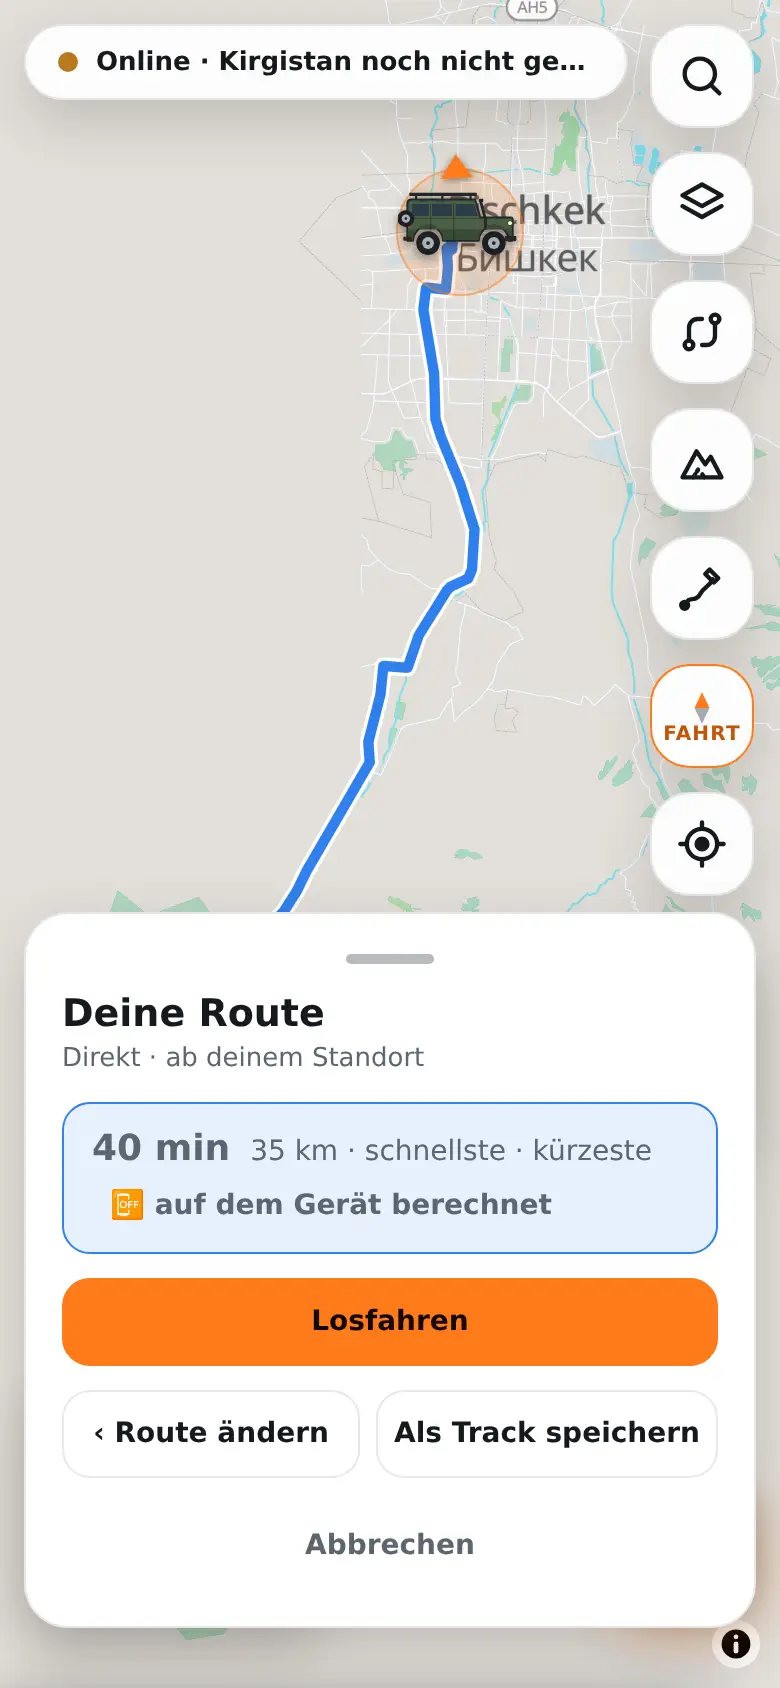 AH5
Online · Kirgistan noch nicht ge…
schkek
Бишкек
FAHRT
Deine Route
Direkt · ab deinem Standort
40 min 35 km · schnellste · kürzeste
📴 auf dem Gerät berechnet
Losfahren
‹ Route ändern
Als Track speichern
Abbrechen